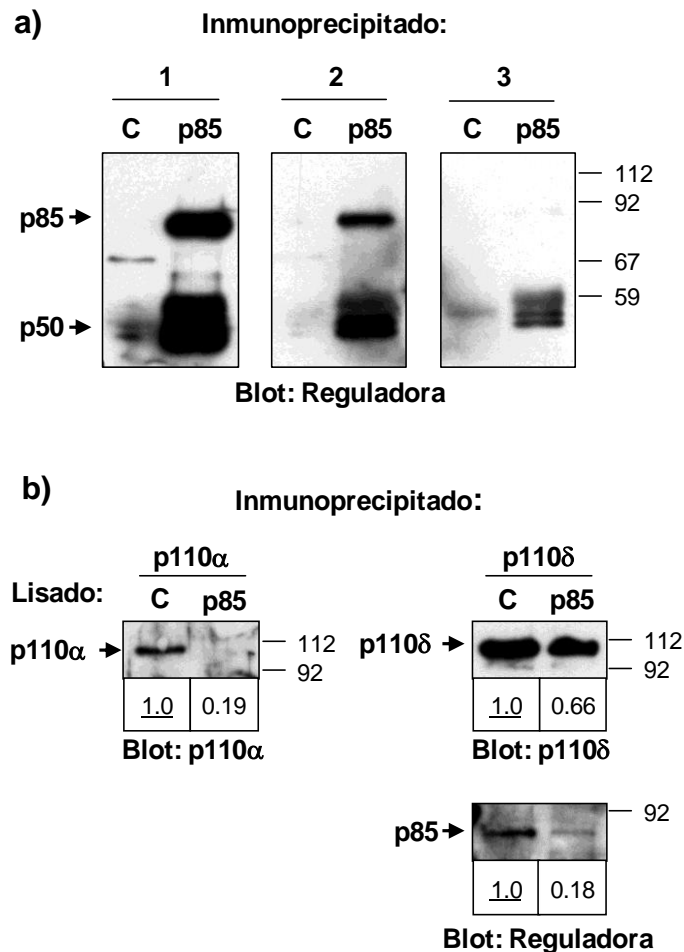 a) Inmunoprecipitado:
1 2 3
C p85 C p85 C p85
p85 112
92
67
p50 59
Blot: Reguladora
b) Inmunoprecipitado:
p110α p110δ
Lisado: C p85 C p85
p110α 112 p110δ 112
92 92
1.0 0.19 1.0 0.66
Blot: p110α Blot: p110δ
92
p85
1.0 0.18
Blot: Reguladora